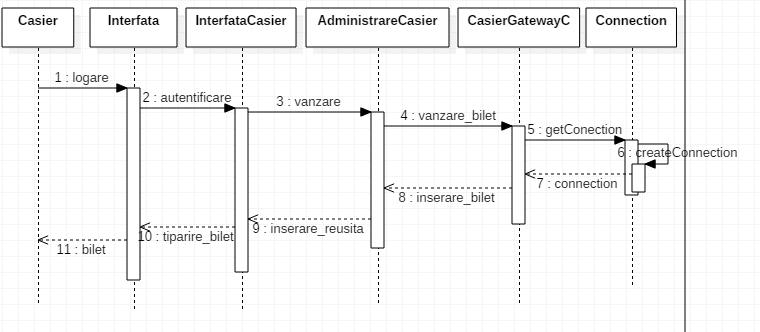 Casier
Interfata
InterfataCasier
AdministrareCasier
CasierGatewayC
Connection
1 : logare
2 : autentificare
3 : vanzare
4 : vanzare_bilet
5 : getConection
6 : createConnection
7 : connection
8 : inserare_bilet
9 : inserare_reusita
10 : tiparire_bilet
11 : bilet